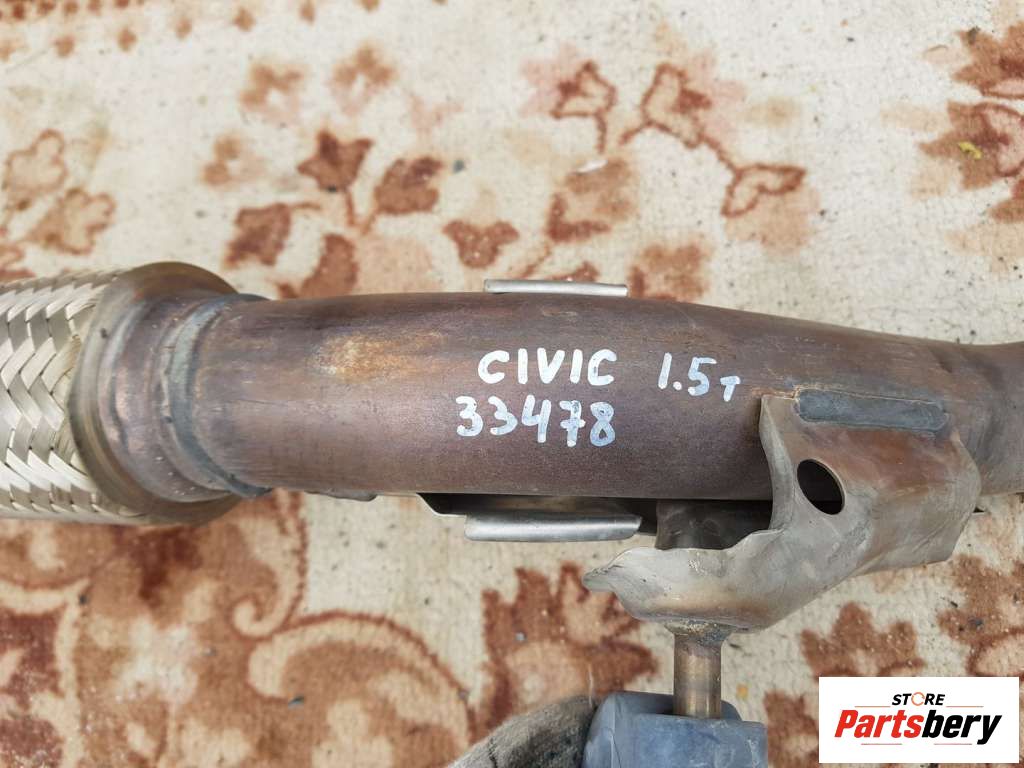 CIVIC 1.5T
33478
STORE
Partsbery